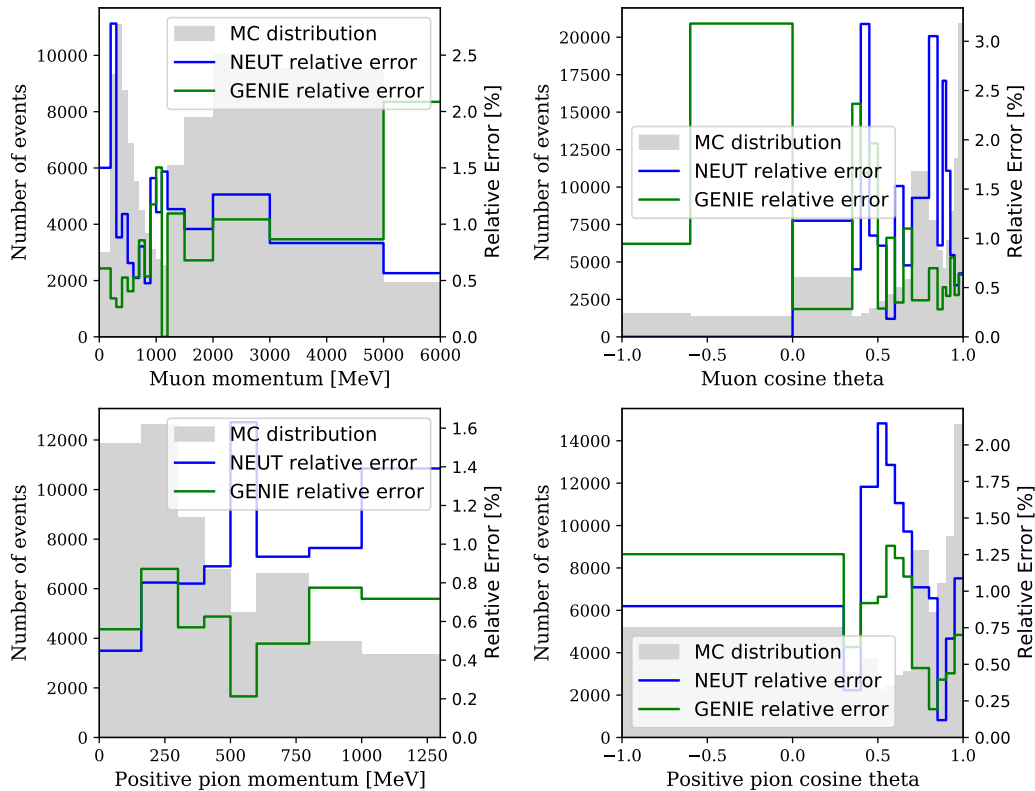 MC distribution
NEUT relative error
GENIE relative error
Number of events
Relative Error [%]
0
2000
4000
6000
8000
10000
0.0
0.5
1.0
1.5
2.0
2.5
0 1000 2000 3000 4000 5000 6000
Muon momentum [MeV]
MC distribution
NEUT relative error
GENIE relative error
Number of events
Relative Error [%]
0
2500
5000
7500
10000
12500
15000
17500
20000
0.0
0.5
1.0
1.5
2.0
2.5
3.0
−1.0 −0.5 0.0 0.5 1.0
Muon cosine theta
MC distribution
NEUT relative error
GENIE relative error
Number of events
Relative Error [%]
0
2000
4000
6000
8000
10000
12000
0.0
0.2
0.4
0.6
0.8
1.0
1.2
1.4
1.6
0 250 500 750 1000 1250
Positive pion momentum [MeV]
MC distribution
NEUT relative error
GENIE relative error
Number of events
Relative Error [%]
0
2000
4000
6000
8000
10000
12000
14000
0.00
0.25
0.50
0.75
1.00
1.25
1.50
1.75
2.00
−1.0 −0.5 0.0 0.5 1.0
Positive pion cosine theta